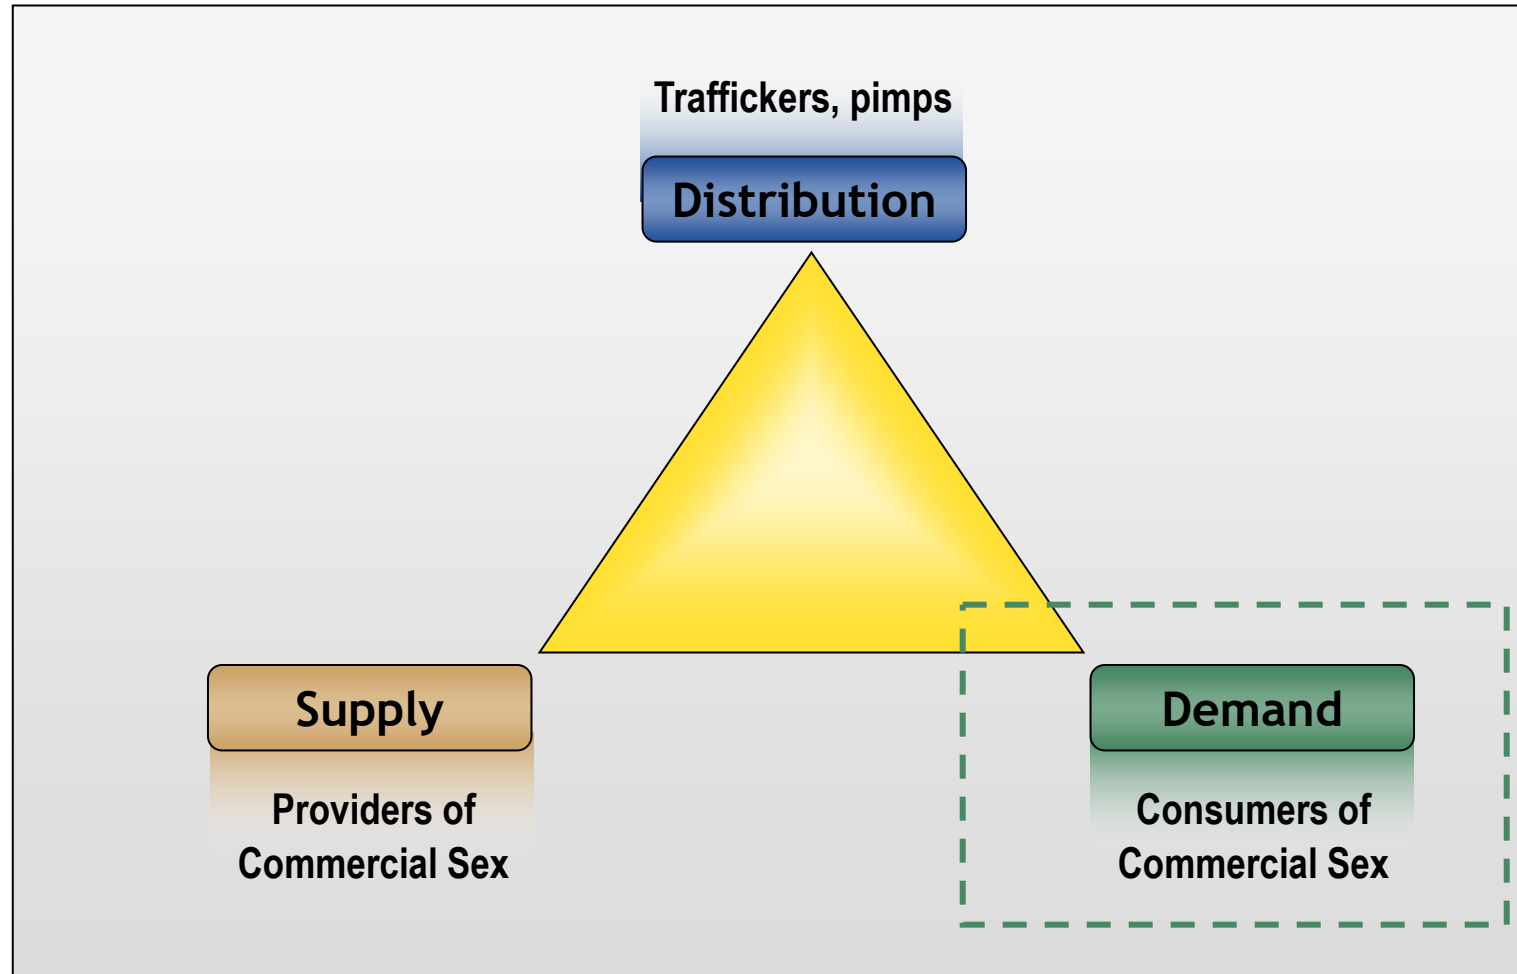 Traffickers, pimps
Distribution
Supply
Providers of
Commercial Sex
Demand
Consumers of
Commercial Sex